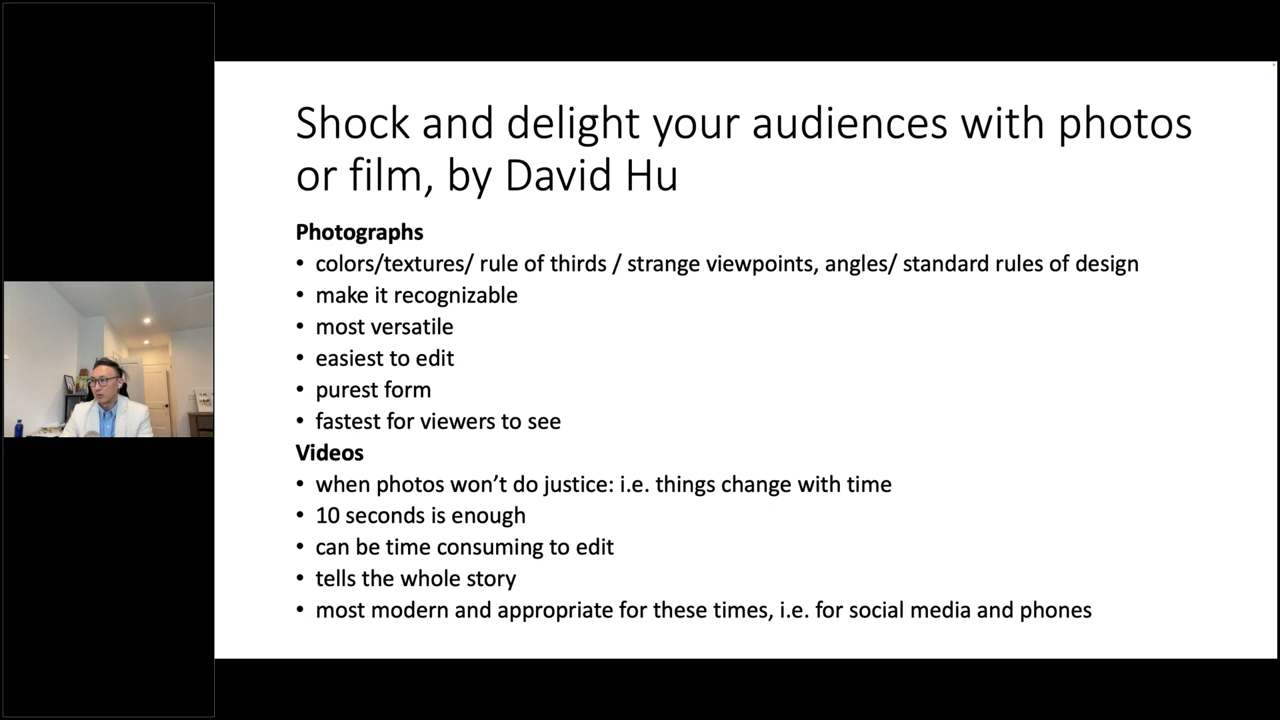 Shock and delight your audiences with photos
or film, by David Hu
Photographs
• colors/textures/ rule of thirds / strange viewpoints, angles/ standard rules of design
• make it recognizable
• most versatile
• easiest to edit
• purest form
• fastest for viewers to see
Videos
• when photos won’t do justice: i.e. things change with time
• 10 seconds is enough
• can be time consuming to edit
• tells the whole story
• most modern and appropriate for these times, i.e. for social media and phones